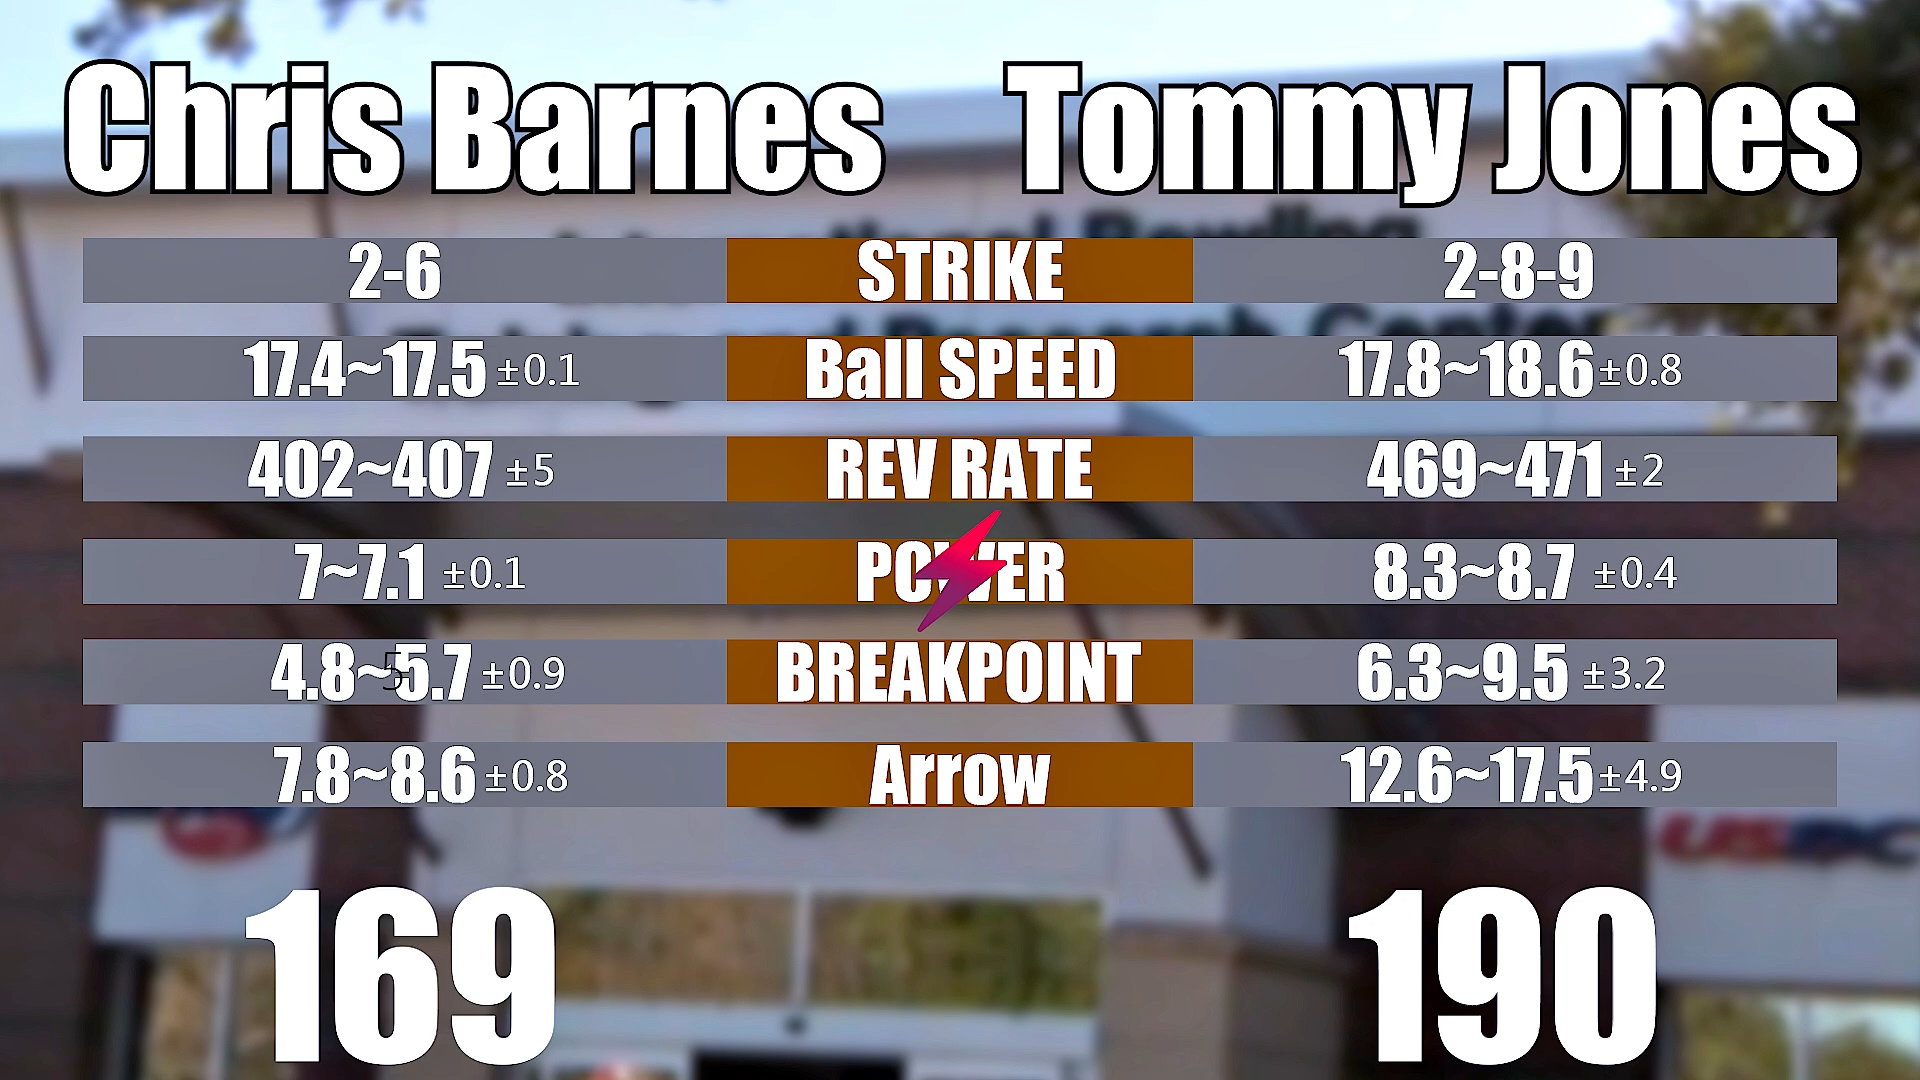 Chris Barnes Tommy Jones
2-6 STRIKE 2-8-9
17.4~17.5 ±0.1 Ball SPEED 17.8~18.6 ±0.8
402~407 ±5 REV RATE 469~471 ±2
7~7.1 ±0.1 POWER 8.3~8.7 ±0.4
4.8~5.7 ±0.9 BREAKPOINT 6.3~9.5 ±3.2
7.8~8.6 ±0.8 Arrow 12.6~17.5 ±4.9
USBC
169 190